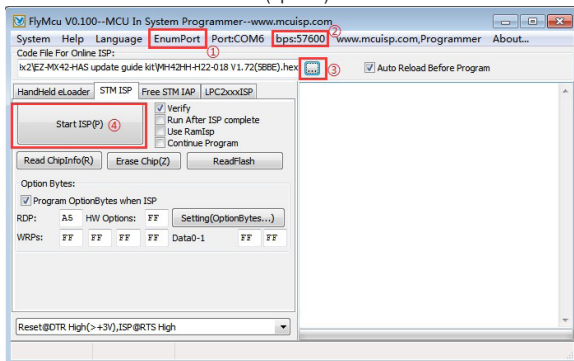 FlyMcu V0.100--MCU In System Programmer--www.mcuisp.com
System Help Language EnumPort Port:COM6 bps:57600 www.mcuisp.com,Programmer About...
① ②
Code File For Online ISP:
ix2\EZ-MX42-HAS update guide kit\MH42HH-H22-018 V1.72(5BBE).hex ... ③ Auto Reload Before Program
HandHeld eLoader STM ISP Free STM IAP LPC2xxxISP
Start ISP(P) ④
Verify
Run After ISP complete
Use RamIsp
Continue Program
Read ChipInfo(R) Erase Chip(Z) ReadFlash
Option Bytes:
Program OptionBytes when ISP
RDP: A5 HW Options: FF Setting(OptionBytes...)
WRPs: FF FF FF FF Data0-1 FF FF
Reset@DTR High(>+3V),ISP@RTS High